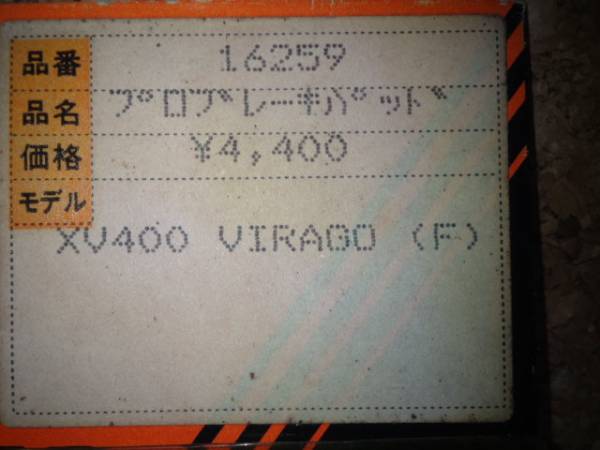 品番 16259
品名 プロブレーキパッド
価格 ¥4,400
モデル
XV400 VIRAGO (F)